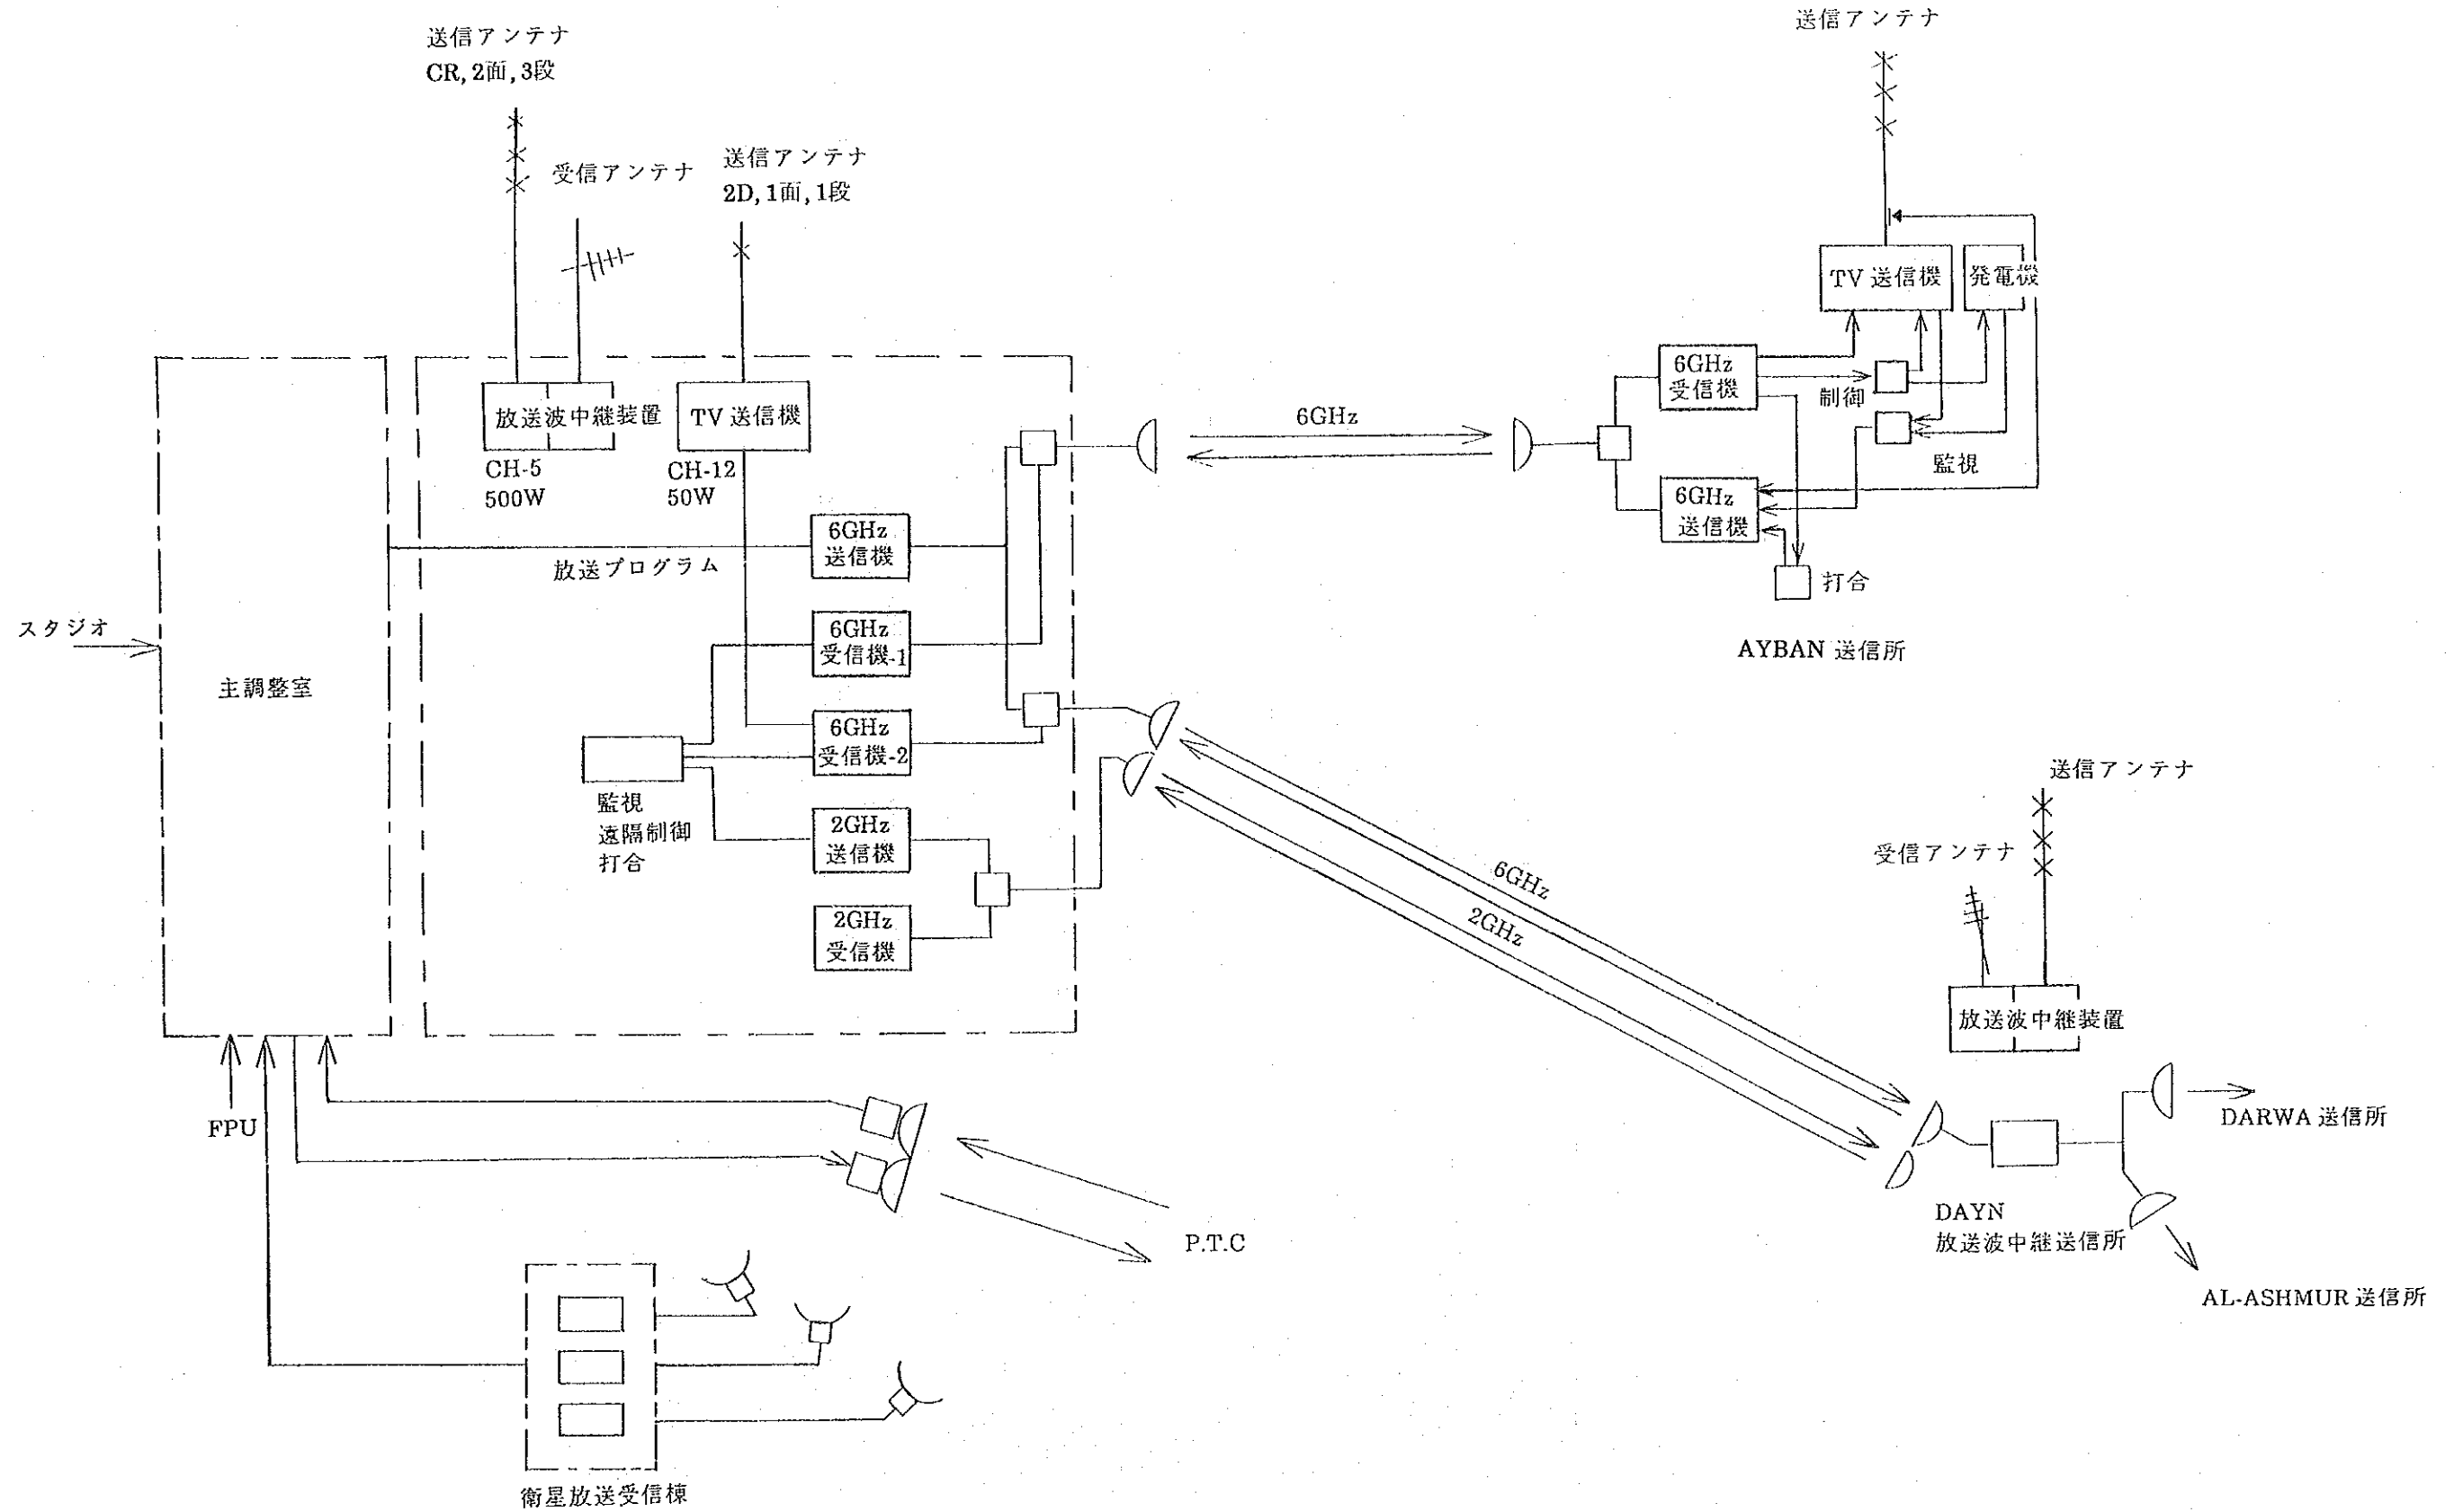 送信アンテナ
CR, 2面, 3段
受信アンテナ
送信アンテナ
2D, 1面, 1段
放送波中継装置
CH-5
500W
TV 送信機
CH-12
50W
スタジオ
主調整室
放送プログラム
6GHz
送信機
6GHz
受信機-1
6GHz
受信機-2
2GHz
送信機
2GHz
受信機
監視
遠隔制御
打合
FPU
P.T.C
衛星放送受信棟
6GHz
6GHz
2GHz
送信アンテナ
TV 送信機
発電機
6GHz
受信機
制御
監視
6GHz
送信機
打合
AYBAN 送信所
送信アンテナ
受信アンテナ
放送波中継装置
DARWA 送信所
DAYN
放送波中継送信所
AL-ASHMUR 送信所